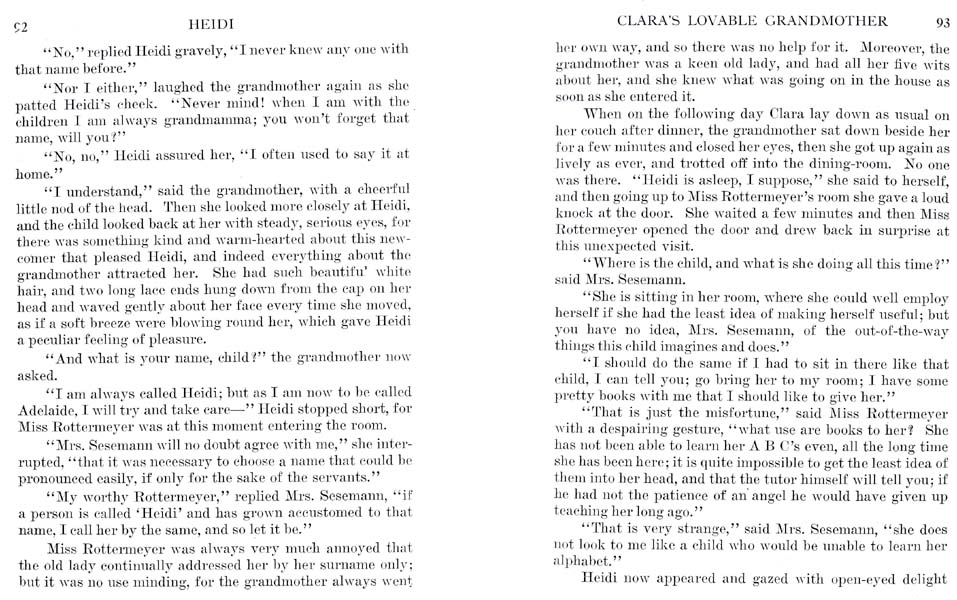 92 HEIDI
“No,” replied Heidi gravely, “I never knew any one with
that name before.”
“Nor I either,” laughed the grandmother again as she
patted Heidi’s cheek. “Never mind! when I am with the
children I am always grandmamma; you won’t forget that
name, will you?”
“No, no,” Heidi assured her, “I often used to say it at
home.”
“I understand,” said the grandmother, with a cheerful
little nod of the head. Then she looked more closely at Heidi,
and the child looked back at her with steady, serious eyes, for
there was something kind and warm-hearted about this new-
comer that pleased Heidi, and indeed everything about the
grandmother attracted her. She had such beautiful’ white
hair, and two long lace ends hung down from the cap on her
head and waved gently about her face every time she moved,
as if a soft breeze were blowing round her, which gave Heidi
a peculiar feeling of pleasure.
“And what is your name, child?” the grandmother now
asked.
“I am always called Heidi; but as I am now to be called
Adelaide, I will try and take care—” Heidi stopped short, for
Miss Rottermeyer was at this moment entering the room.
“Mrs. Sesemann will no doubt agree with me,” she inter-
rupted, “that it was necessary to choose a name that could be
pronounced easily, if only for the sake of the servants.”
“My worthy Rottermeyer,” replied Mrs. Sesemann, “if
a person is called ‘Heidi’ and has grown accustomed to that
name, I call her by the same, and so let it be.”
Miss Rottermeyer was always very much annoyed that
the old lady continually addressed her by her surname only;
but it was no use minding, for the grandmother always went
CLARA’S LOVABLE GRANDMOTHER 93
her own way, and so there was no help for it. Moreover, the
grandmother was a keen old lady, and had all her five wits
about her, and she knew what was going on in the house as
soon as she entered it.
When on the following day Clara lay down as usual on
her couch after dinner, the grandmother sat down beside her
for a few minutes and closed her eyes, then she got up again as
lively as ever, and trotted off into the dining-room. No one
was there. “Heidi is asleep, I suppose,” she said to herself,
and then going up to Miss Rottermeyer’s room she gave a loud
knock at the door. She waited a few minutes and then Miss
Rottermeyer opened the door and drew back in surprise at
this unexpected visit.
“Where is the child, and what is she doing all this time?”
said Mrs. Sesemann.
“She is sitting in her room, where she could well employ
herself if she had the least idea of making herself useful; but
you have no idea, Mrs. Sesemann, of the out-of-the-way
things this child imagines and does.”
“I should do the same if I had to sit in there like that
child, I can tell you; go bring her to my room; I have some
pretty books with me that I should like to give her.”
“That is just the misfortune,” said Miss Rottermeyer
with a despairing gesture, “what use are books to her? She
has not been able to learn her A B C’s even, all the long time
she has been here; it is quite impossible to get the least idea of
them into her head, and that the tutor himself will tell you; if
he had not the patience of an angel he would have given up
teaching her long ago.”
“That is very strange,” said Mrs. Sesemann, “she does
not look to me like a child who would be unable to learn her
alphabet.”
Heidi now appeared and gazed with open-eyed delight